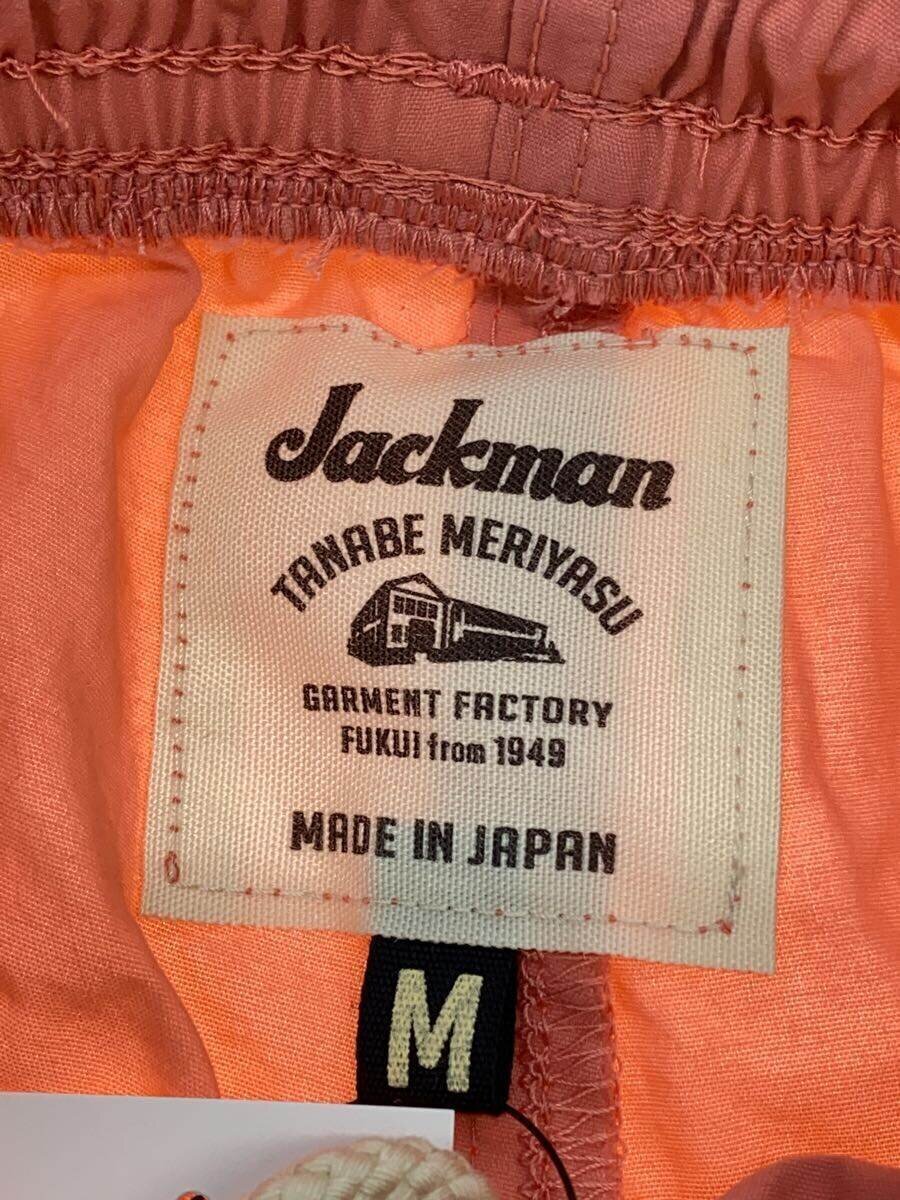 Jackman
TANABE MERIYASU
GARMENT FACTORY
FUKUI from 1949
MADE IN JAPAN
M